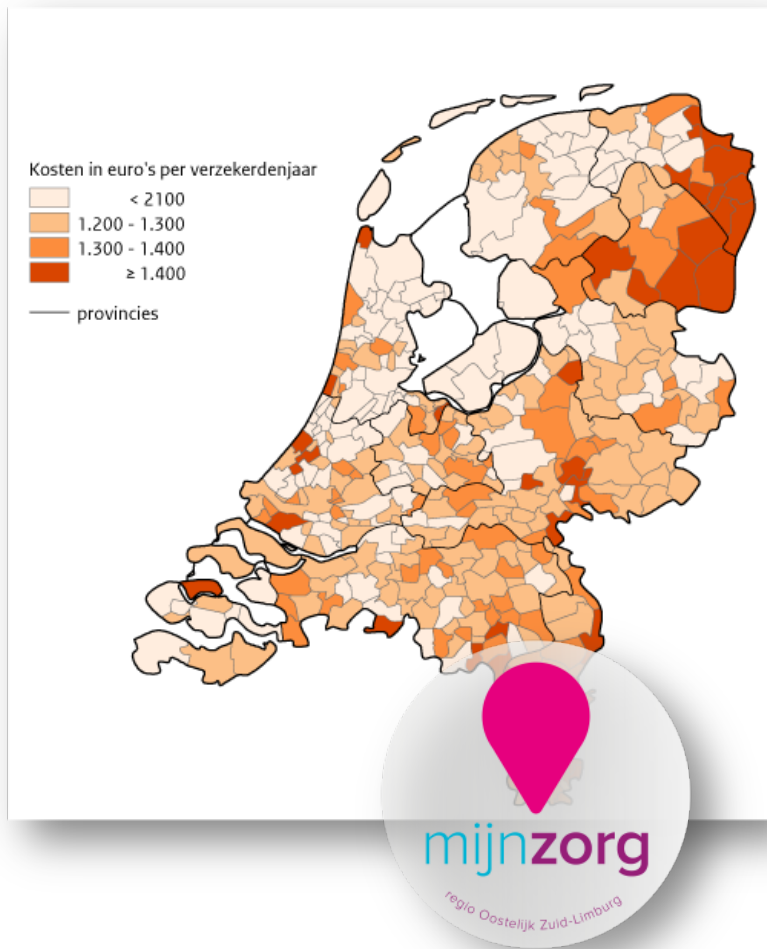 Kosten in euro's per verzekerdenjaar
< 2100
1.200 - 1.300
1.300 - 1.400
≥ 1.400
provincies
mijnzorg
regio Oostelijk Zuid-Limburg